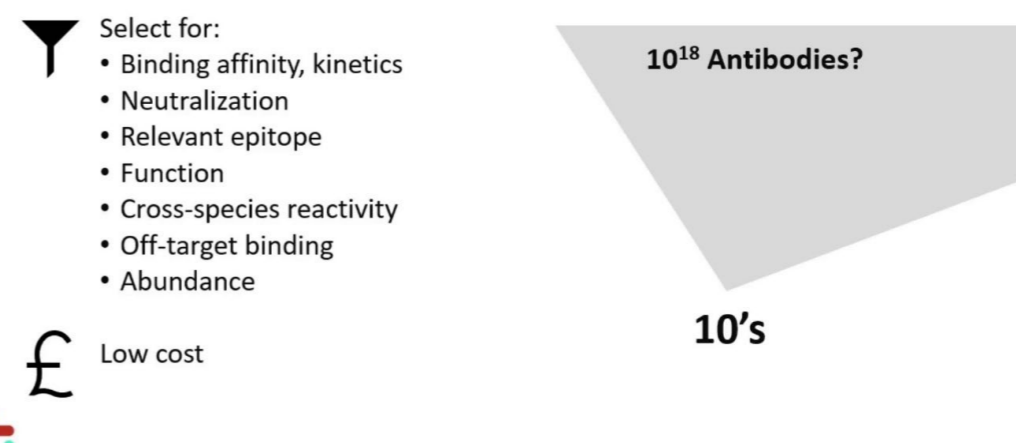 Select for:
• Binding affinity, kinetics
• Neutralization
• Relevant epitope
• Function
• Cross-species reactivity
• Off-target binding
• Abundance
£ Low cost
10¹⁸ Antibodies?
10’s